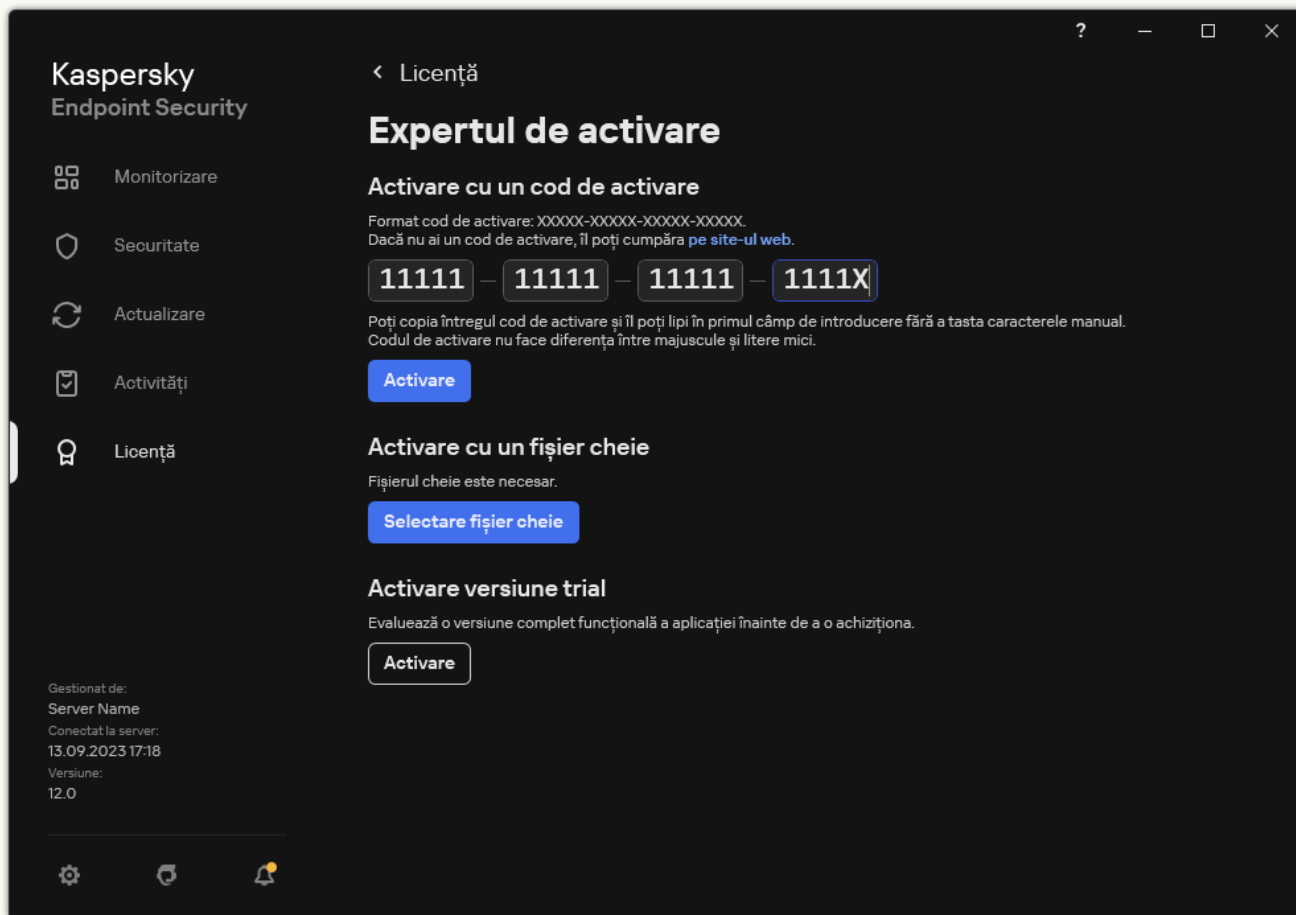 ?
Kaspersky
Endpoint Security
Monitorizare
Securitate
Actualizare
Activități
Licență
Gestionat de:
Server Name
Conectat la server:
13.09.2023 17:18
Versiune:
12.0
Licență
Expertul de activare
Activare cu un cod de activare
Format cod de activare: XXXXX-XXXXX-XXXXX-XXXXX.
Dacă nu ai un cod de activare, îl poți cumpăra pe site-ul web.
11111 – 11111 – 11111 – 1111X
Poți copia întregul cod de activare și îl poți lipi în primul câmp de introducere fără a tasta caracterele manual.
Codul de activare nu face diferența între majuscule și litere mici.
Activare
Activare cu un fișier cheie
Fișierul cheie este necesar.
Selectare fișier cheie
Activare versiune trial
Evaluează o versiune complet funcțională a aplicației înainte de a o achiziționa.
Activare